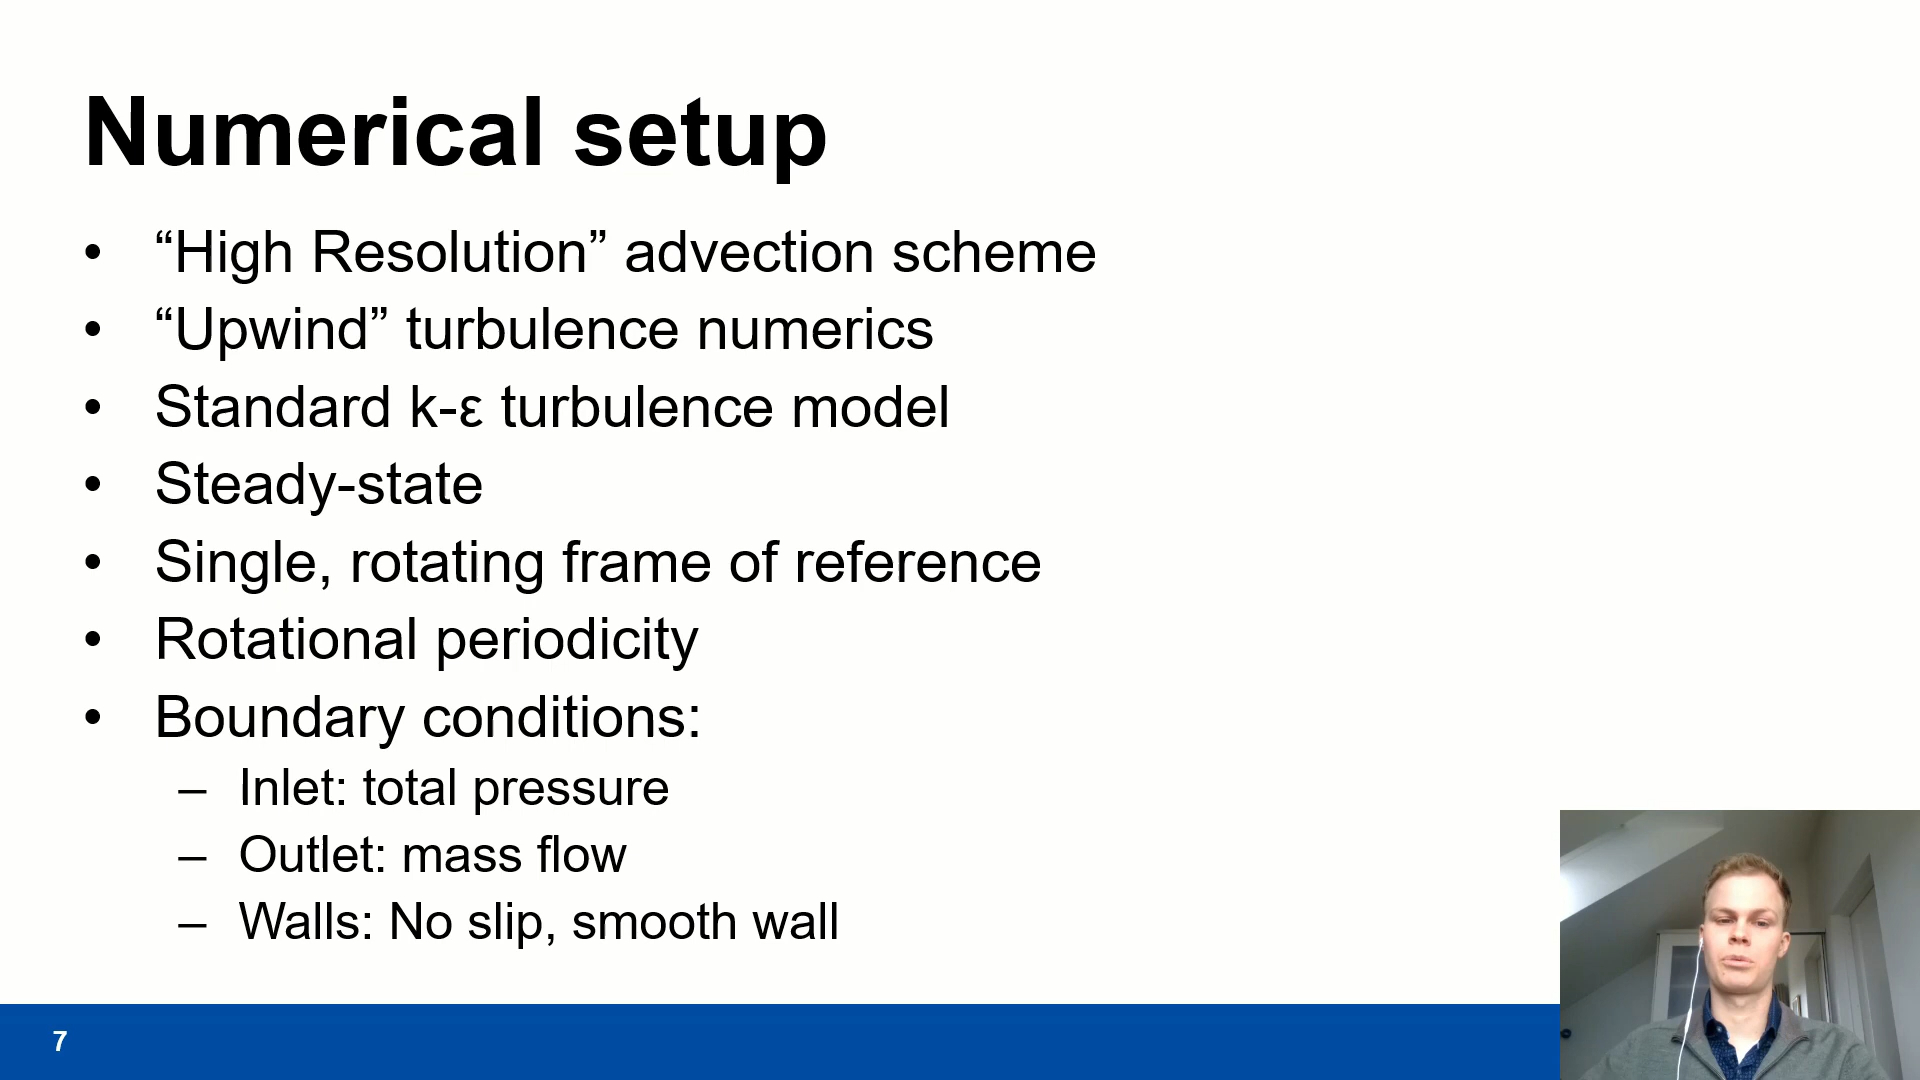 Numerical setup
• “High Resolution” advection scheme
• “Upwind” turbulence numerics
• Standard k-ε turbulence model
• Steady-state
• Single, rotating frame of reference
• Rotational periodicity
• Boundary conditions:
– Inlet: total pressure
– Outlet: mass flow
– Walls: No slip, smooth wall
7